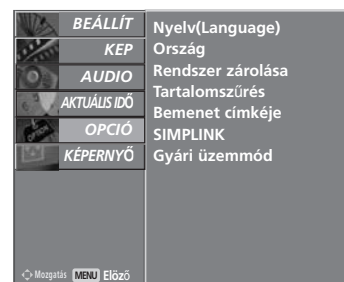 BEÁLLÍT
KEP
AUDIO
AKTUÁLIS IDŐ
OPCIÓ
KÉPERNYŐ
Nyelv(Language)
Ország
Rendszer zárolása
Tartalomszűrés
Bemenet címkéje
SIMPLINK
Gyári üzemmód
Mozgatás MENU Elöző